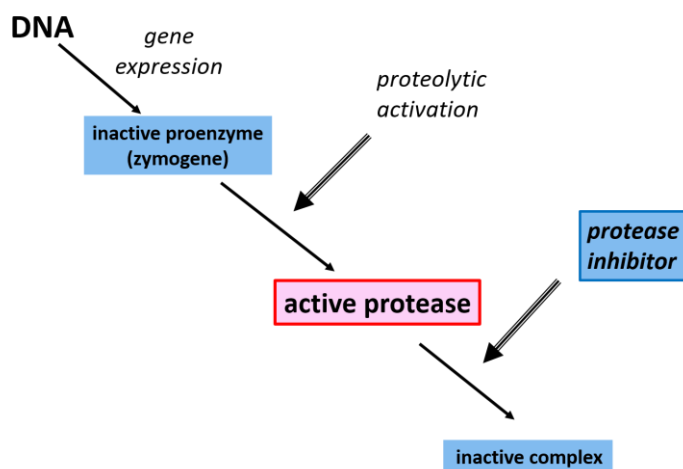 DNA
gene
expression
proteolytic
activation
inactive proenzyme
(zymogene)
protease
inhibitor
active protease
inactive complex